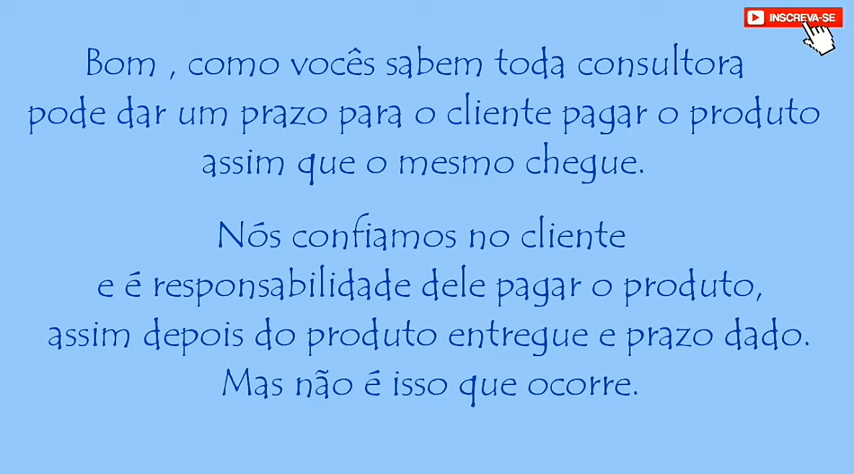 INSCREVA-SE
Bom , como vocês sabem toda consultora
pode dar um prazo para o cliente pagar o produto
assim que o mesmo chegue.
Nós confiamos no cliente
e é responsabilidade dele pagar o produto,
assim depois do produto entregue e prazo dado.
Mas não é isso que ocorre.